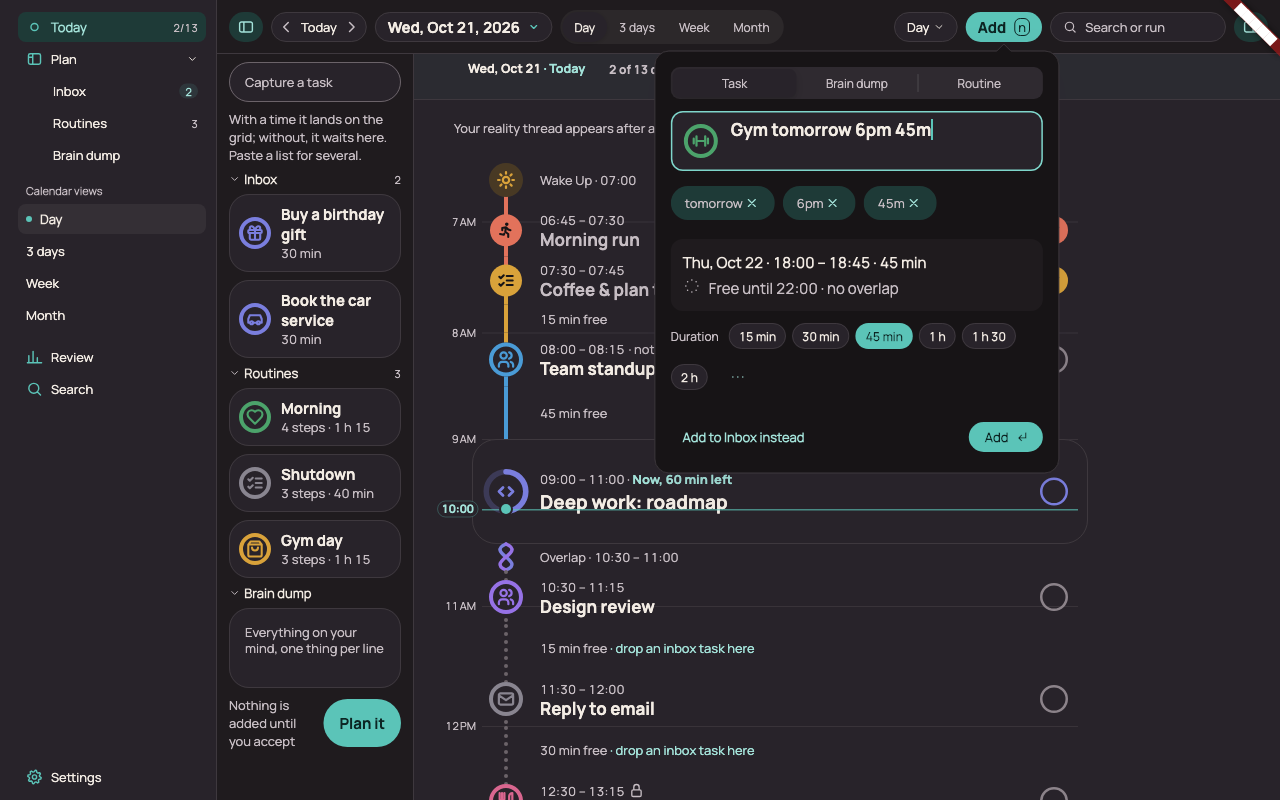 Today 2/13
Plan
Inbox 2
Routines 3
Brain dump
Calendar views
Day
3 days
Week
Month
Review
Search
Settings
Today
Wed, Oct 21, 2026
Day 3 days Week Month
Day
Add n
Search or run
Capture a task
With a time it lands on the
grid; without, it waits here.
Paste a list for several.
Inbox 2
Buy a birthday
gift
30 min
Book the car
service
30 min
Routines 3
Morning
4 steps · 1 h 15
Shutdown
3 steps · 40 min
Gym day
3 steps · 1 h 15
Brain dump
Everything on your
mind, one thing per line
Nothing is
added until
you accept
Plan it
Wed, Oct 21 · Today 2 of 13
Your reality thread appears after a
Wake Up · 07:00
7AM
06:45 – 07:30
Morning run
07:30 – 07:45
Coffee & plan
15 min free
8AM
08:00 – 08:15 · not
Team standup
45 min free
9AM
09:00 – 11:00 · Now, 60 min left
Deep work: roadmap
10:00
Overlap · 10:30 – 11:00
10:30 – 11:15
11AM
Design review
15 min free · drop an inbox task here
11:30 – 12:00
Reply to email
12PM
30 min free · drop an inbox task here
12:30 – 13:15
Task Brain dump Routine
Gym tomorrow 6pm 45m
tomorrow 6pm 45m
Thu, Oct 22 · 18:00 – 18:45 · 45 min
Free until 22:00 · no overlap
Duration 15 min 30 min 45 min 1 h 1 h 30
2 h ...
Add to Inbox instead
Add